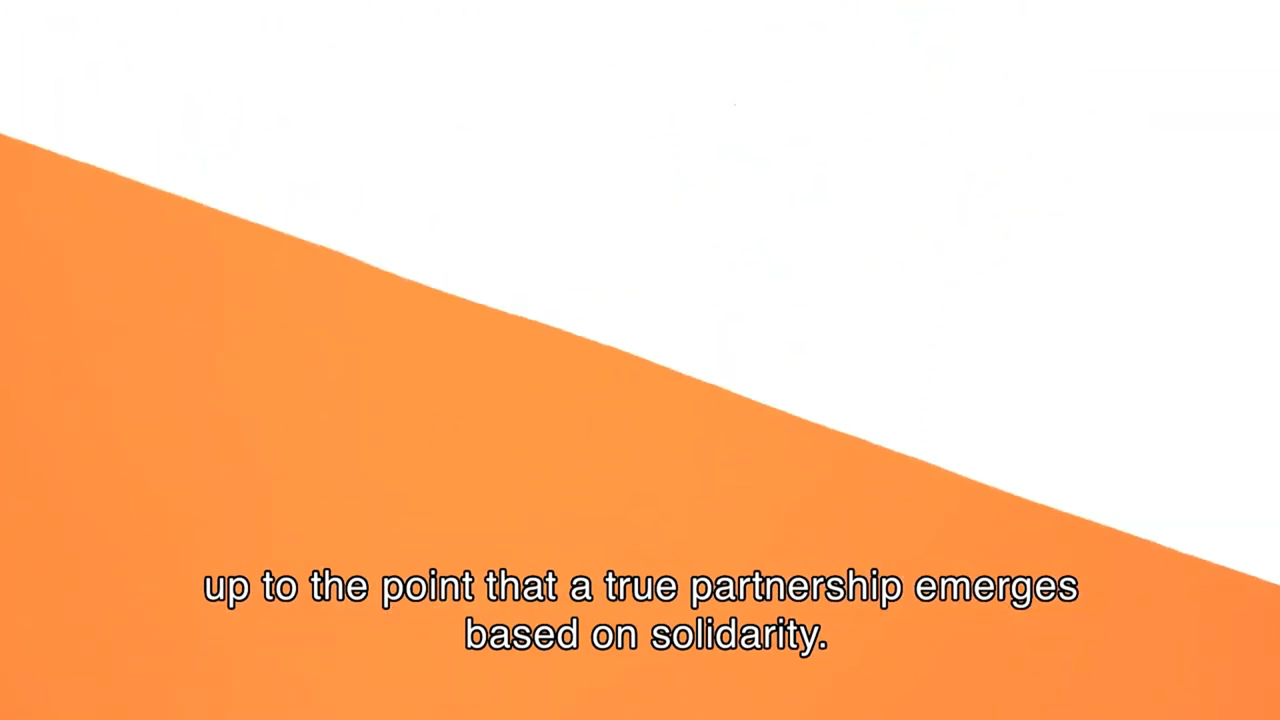 up to the point that a true partnership emerges
based on solidarity.